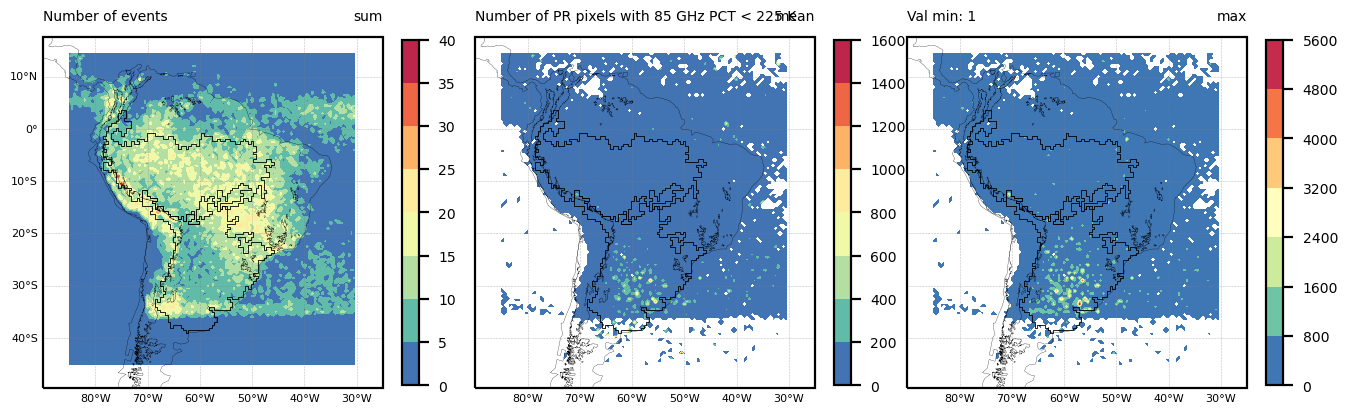 Number of events sum
Number of PR pixels with 85 GHz PCT < 225 K mean
Val min: 1 max
40
35
30
25
20
15
10
5
0
1600
1400
1200
1000
800
600
400
200
0
5600
4800
4000
3200
2400
1600
800
0
10°N
0°
10°S
20°S
30°S
40°S
80°W 70°W 60°W 50°W 40°W 30°W
80°W 70°W 60°W 50°W 40°W 30°W
80°W 70°W 60°W 50°W 40°W 30°W